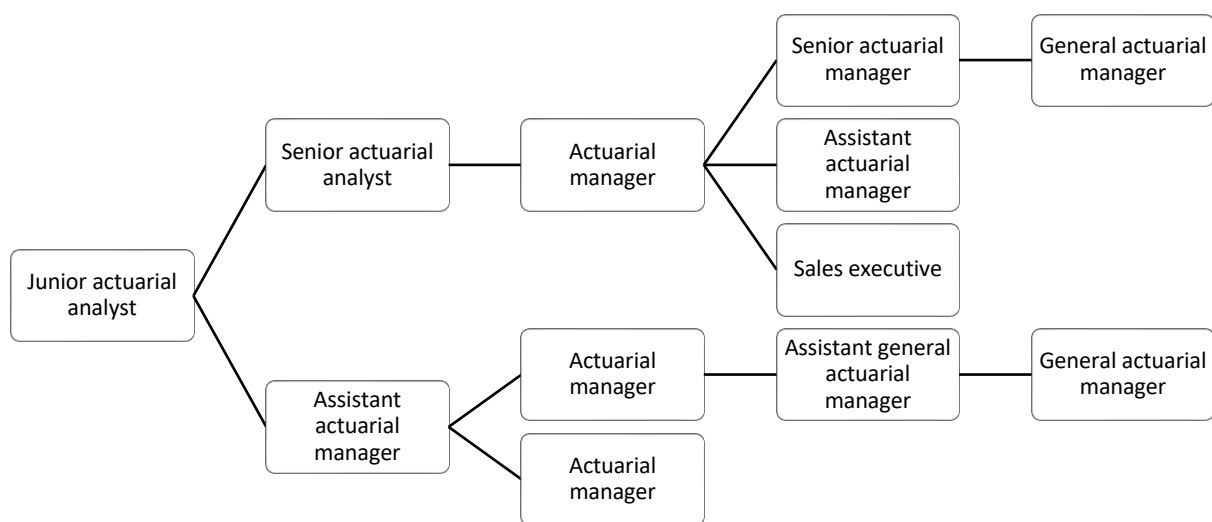 Junior actuarial
analyst
Senior actuarial
analyst
Actuarial
manager
Senior actuarial
manager
General actuarial
manager
Assistant
actuarial
manager
Sales executive
Assistant
actuarial
manager
Actuarial
manager
Assistant general
actuarial
manager
General actuarial
manager
Actuarial
manager